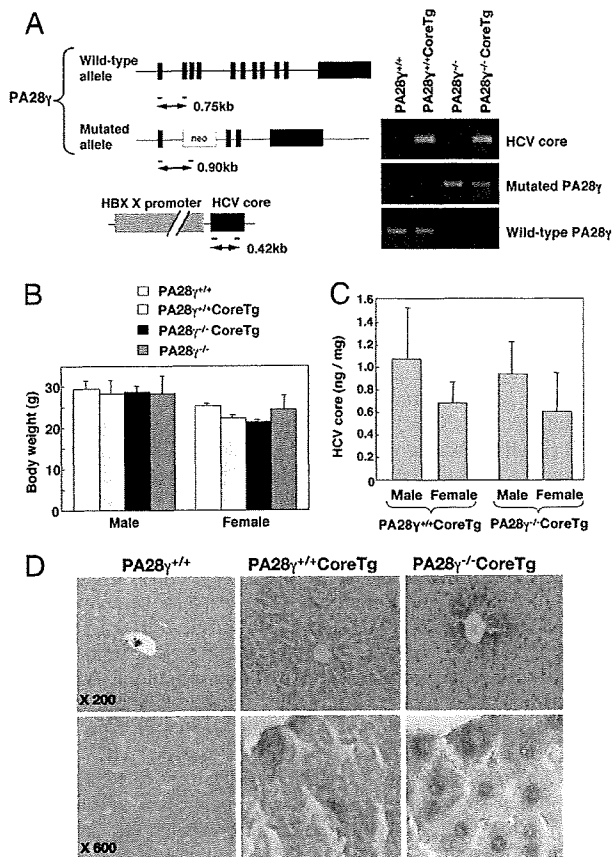 A
Wild-type
allele
PA28γ
0.75kb
Mutated
allele
neo
0.90kb
HBX X promoter
HCV core
0.42kb
PA28γ+/+
PA28γ+/+CoreTg
PA28γ-/-
PA28γ-/-CoreTg
HCV core
Mutated PA28γ
Wild-type PA28γ
B
PA28γ+/+
PA28γ+/+CoreTg
PA28γ-/-CoreTg
PA28γ-/-
Body weight (g)
30
20
10
0
Male
Female
C
HCV core (ng / mg)
1.6
1.4
1.2
1.0
0.8
0.6
0.4
0.2
0
Male Female Male Female
PA28γ+/+CoreTg PA28γ-/-CoreTg
D
PA28γ+/+ PA28γ+/+CoreTg PA28γ-/-CoreTg
X 200
X 600